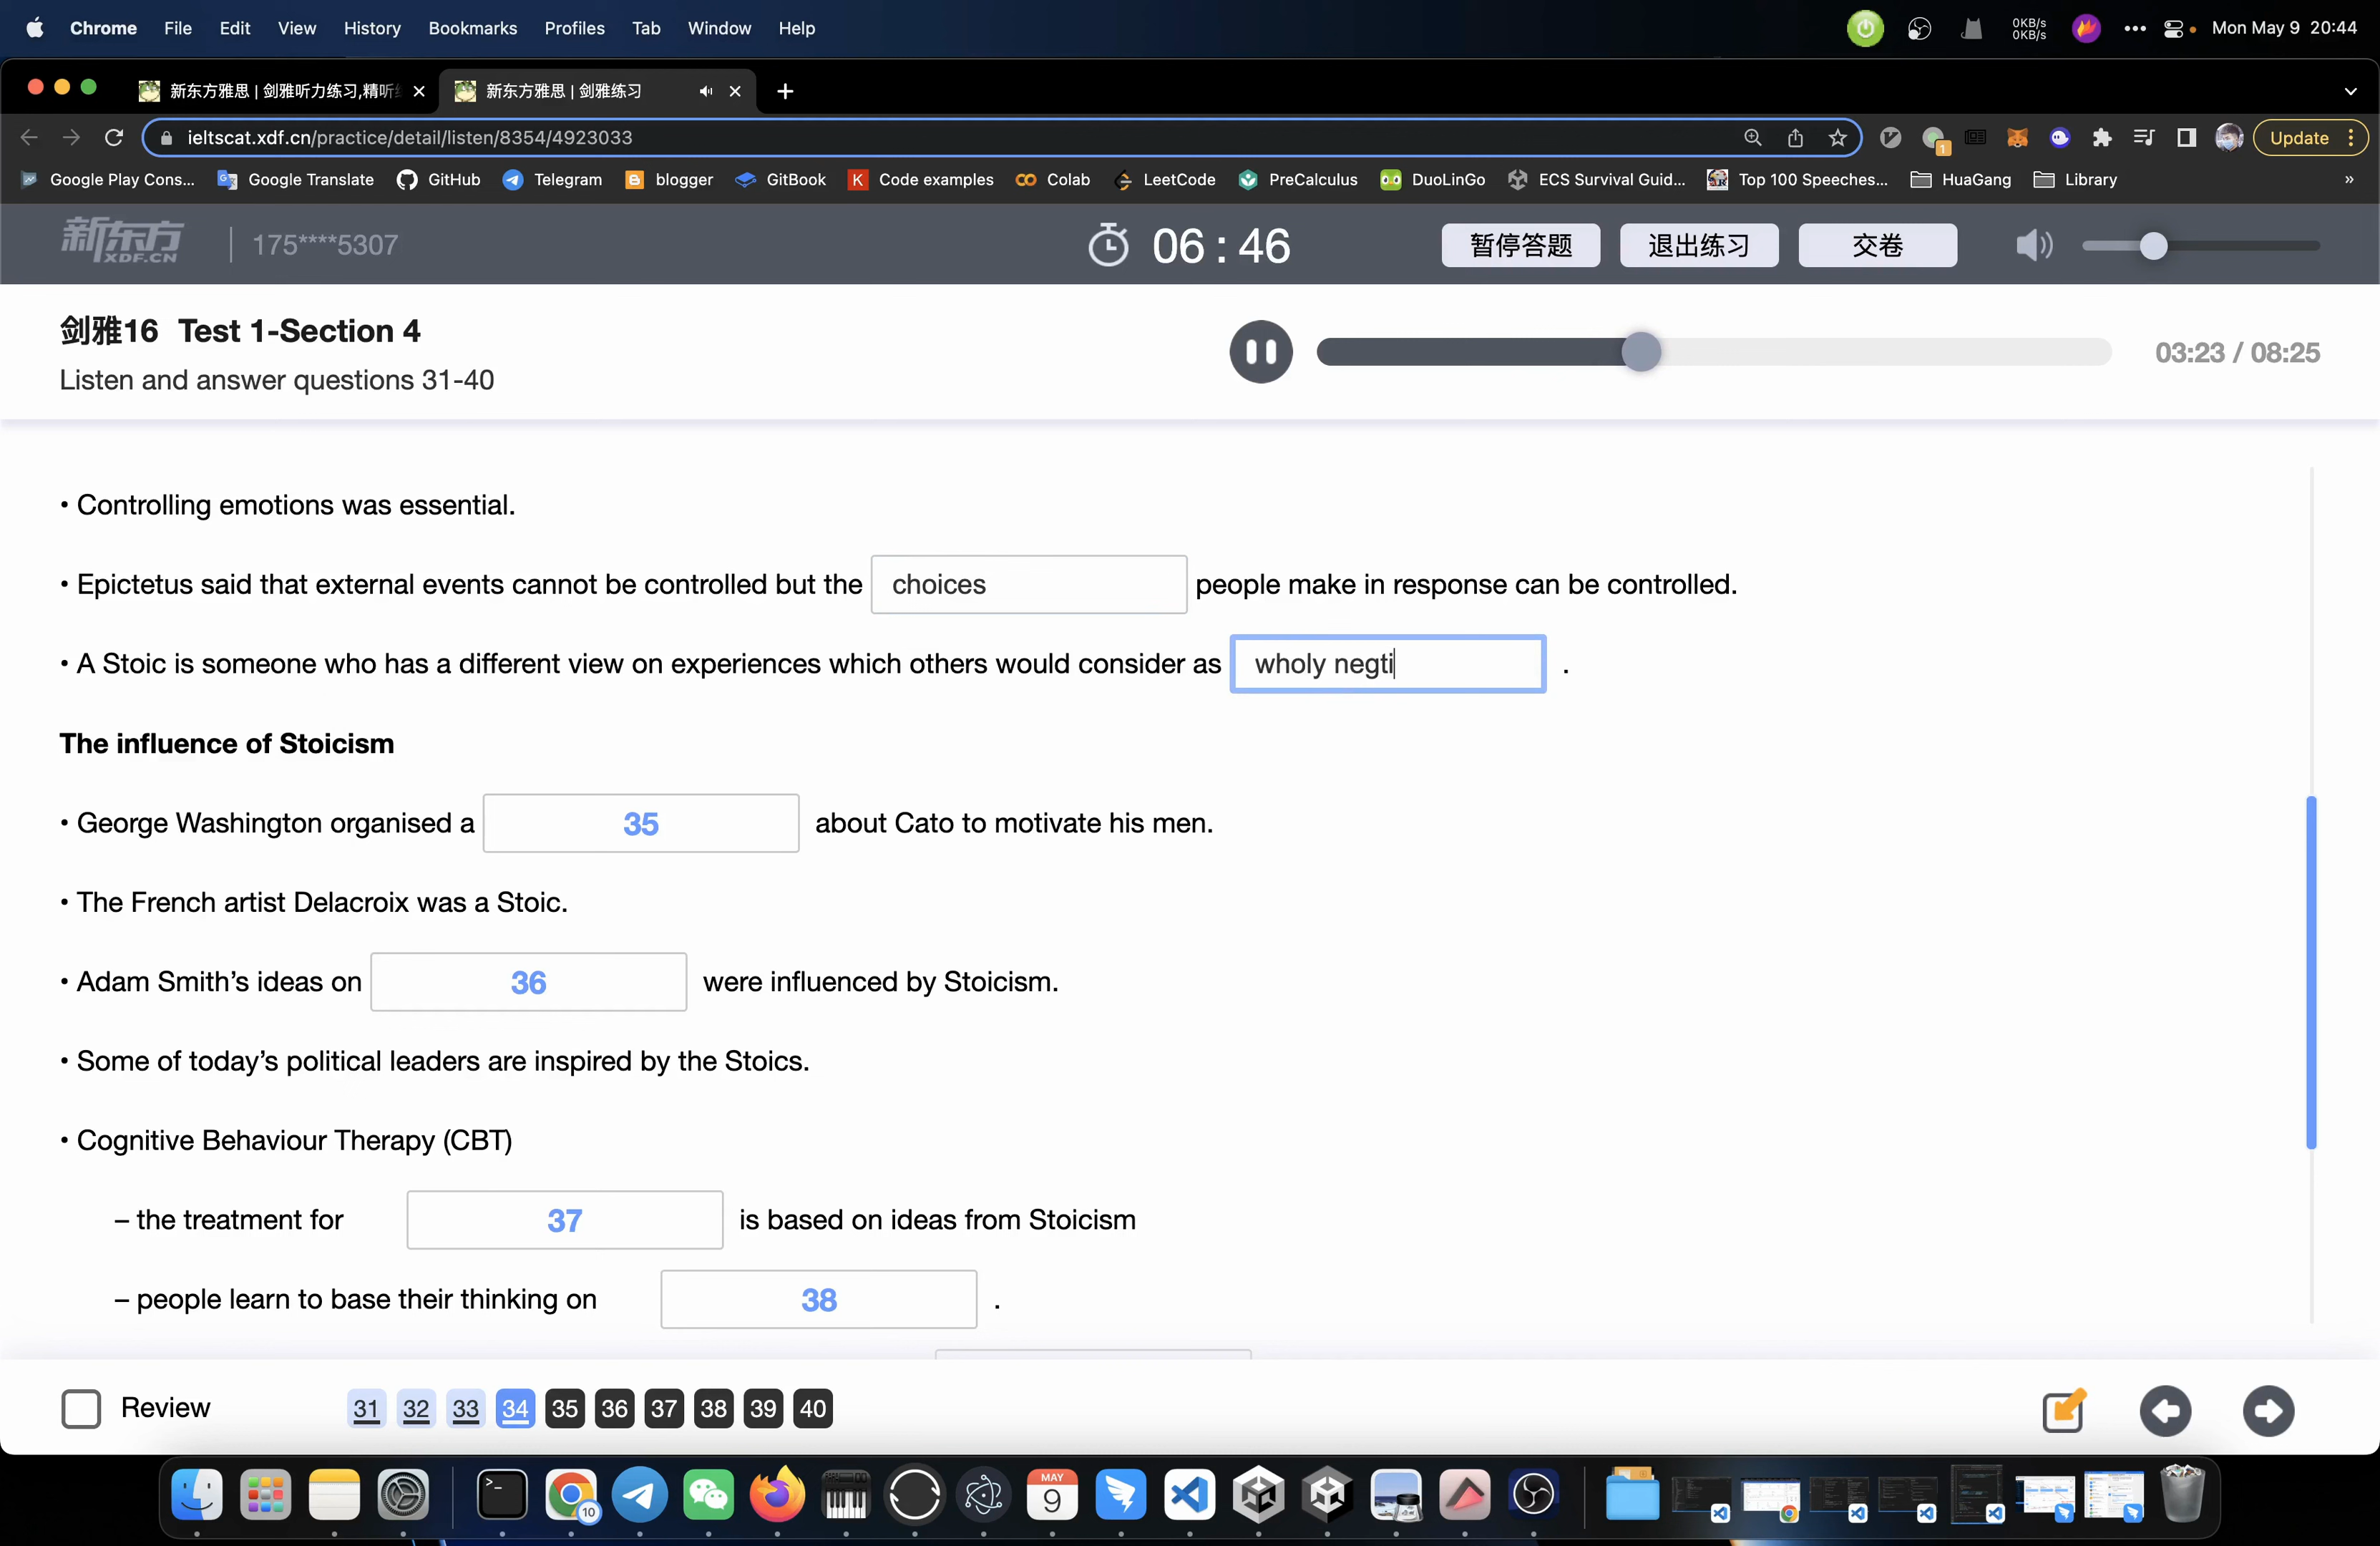 Chrome File Edit View History Bookmarks Profiles Tab Window Help 0KB/s 0KB/s Mon May 9 20:44
新东方雅思 | 剑雅听力练习,精听 新东方雅思 | 剑雅练习
ieltscat.xdf.cn/practice/detail/listen/8354/4923033 1 Update
Google Play Cons... Google Translate GitHub Telegram blogger GitBook Code examples Colab LeetCode PreCalculus DuoLinGo ECS Survival Guid... Top 100 Speeches... HuaGang Library »
新东方 XDF.CN 175****5307 06 : 46 暂停答题 退出练习 交卷
剑雅16 Test 1-Section 4
Listen and answer questions 31-40
03:23 / 08:25
• Controlling emotions was essential.
• Epictetus said that external events cannot be controlled but the choices people make in response can be controlled.
• A Stoic is someone who has a different view on experiences which others would consider as wholy negti .
The influence of Stoicism
• George Washington organised a 35 about Cato to motivate his men.
• The French artist Delacroix was a Stoic.
• Adam Smith’s ideas on 36 were influenced by Stoicism.
• Some of today’s political leaders are inspired by the Stoics.
• Cognitive Behaviour Therapy (CBT)
– the treatment for 37 is based on ideas from Stoicism
– people learn to base their thinking on 38 .
Review 31 32 33 34 35 36 37 38 39 40
10 MAY 9